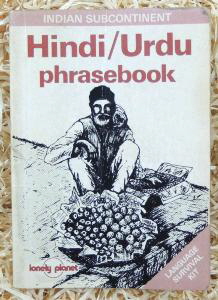 INDIAN SUBCONTINENT
Hindi/Urdu
phrasebook
lonely planet
LANGUAGE
SURVIVAL
KIT